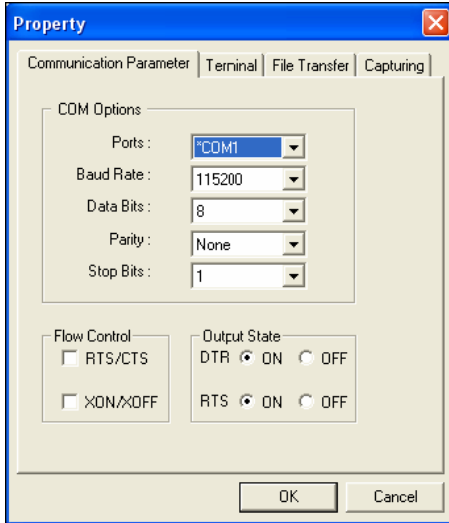 Property
Communication Parameter Terminal File Transfer Capturing
COM Options
Ports : *COM1
Baud Rate : 115200
Data Bits : 8
Parity : None
Stop Bits : 1
Flow Control Output State
RTS/CTS DTR ON OFF
XON/XOFF RTS ON OFF
OK Cancel